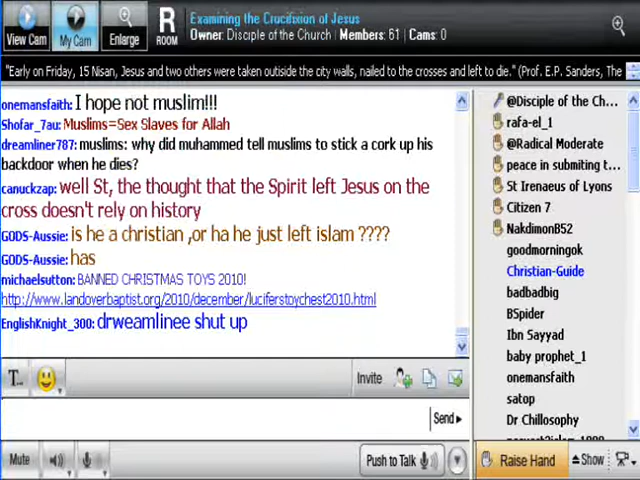 Examining the Crucifixion of Jesus
View Cam
My Cam
Enlarge
R
ROOM
Owner: Disciple of the Church | Members: 61 | Cams: 0
"Early on Friday, 15 Nisan, Jesus and two others were taken outside the city walls, nailed to the crosses and left to die." (Prof. E.P. Sanders, The
onemansfaith: I hope not muslim!!!
Shofar_7au: Muslims=Sex Slaves for Allah
dreamliner787: muslims: why did muhammed tell muslims to stick a cork up his
backdoor when he dies?
canuckzap: well St, the thought that the Spirit left Jesus on the
cross doesn't rely on history
GODS-Aussie: is he a christian ,or ha he just left islam ????
GODS-Aussie: has
michaelsutton: BANNED CHRISTMAS TOYS 2010!
http://www.landoverbaptist.org/2010/december/luciferstoychest2010.html
EnglishKnight_300: drweamlinee shut up
@Disciple of the Ch...
rafa-el_1
@Radical Moderate
peace in submiting t...
St Irenaeus of Lyons
Citizen 7
NakdimonB52
goodmorningok
Christian-Guide
badbadbig
BSpider
Ibn Sayyad
baby prophet_1
onemansfaith
satop
Dr Chillosophy
T...
Invite
Send
Mute
Push to Talk
Raise Hand
Show